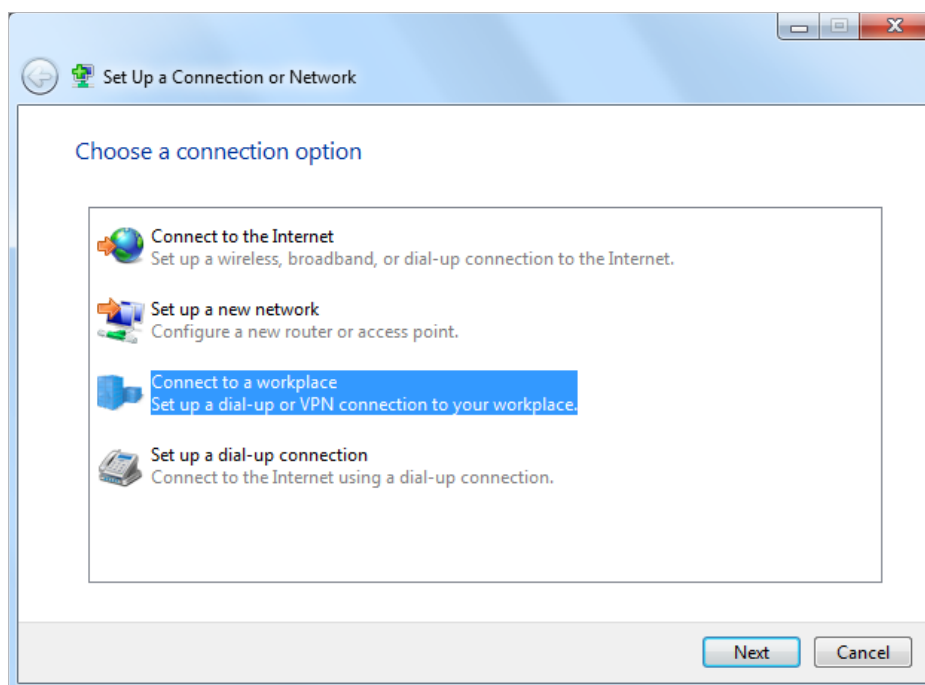 Set Up a Connection or Network
Choose a connection option
Connect to the Internet
Set up a wireless, broadband, or dial-up connection to the Internet.
Set up a new network
Configure a new router or access point.
Connect to a workplace
Set up a dial-up or VPN connection to your workplace.
Set up a dial-up connection
Connect to the Internet using a dial-up connection.
Next Cancel